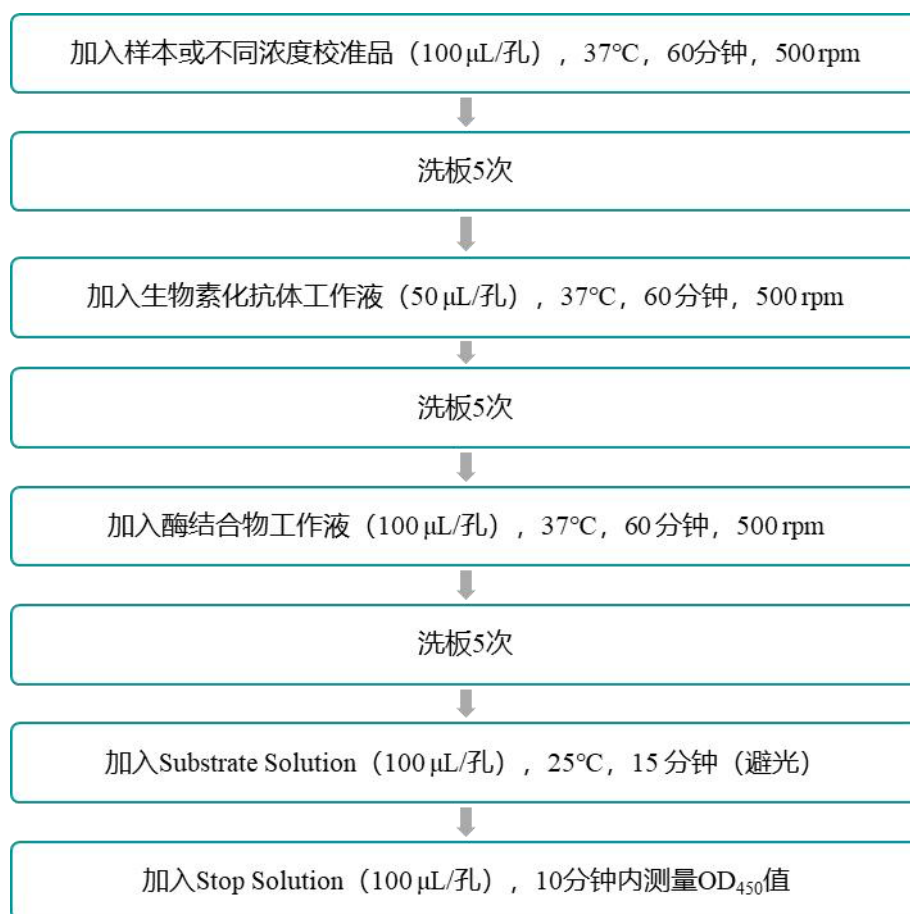 加入样本或不同浓度校准品（100 μL/孔），37℃，60分钟，500 rpm
洗板5次
加入生物素化抗体工作液（50 μL/孔），37℃，60分钟，500 rpm
洗板5次
加入酶结合物工作液（100 μL/孔），37℃，60分钟，500 rpm
洗板5次
加入Substrate Solution（100 μL/孔），25℃，15分钟（避光）
加入Stop Solution（100 μL/孔），10分钟内测量OD₄₅₀值